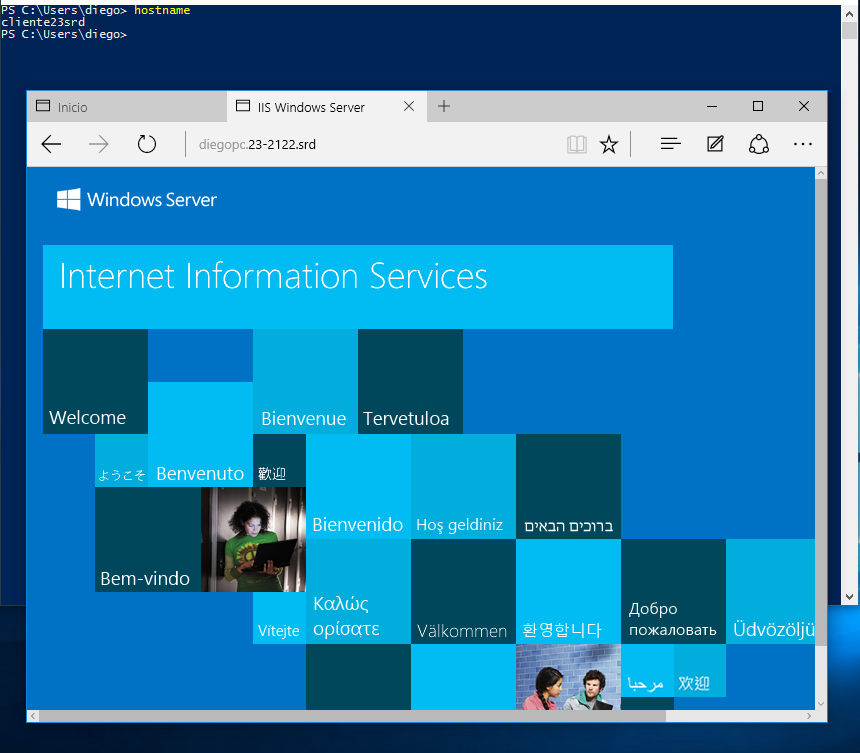 PS C:\Users\diego> hostname
cliente23srd
PS C:\Users\diego>
Inicio
IIS Windows Server
diegopc.23-2122.srd
Windows Server
Internet Information Services
Welcome
Bienvenue
Tervetuloa
ようこそ
Benvenuto
歡迎
Bienvenido
Hoş geldiniz
ברוכים הבאים
Bem-vindo
Vítejte
Καλώς
ορίσατε
Välkommen
환영합니다
Добро
пожаловать
Üdvözöljü
مرحبا
欢迎